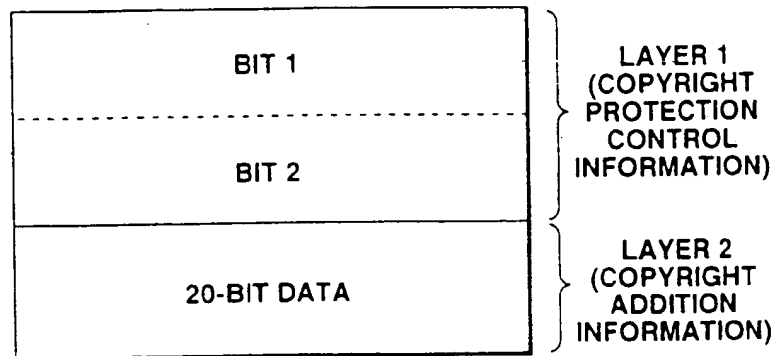 BIT 1
BIT 2
20-BIT DATA
LAYER 1
(COPYRIGHT
PROTECTION
CONTROL
INFORMATION)
LAYER 2
(COPYRIGHT
ADDITION
INFORMATION)